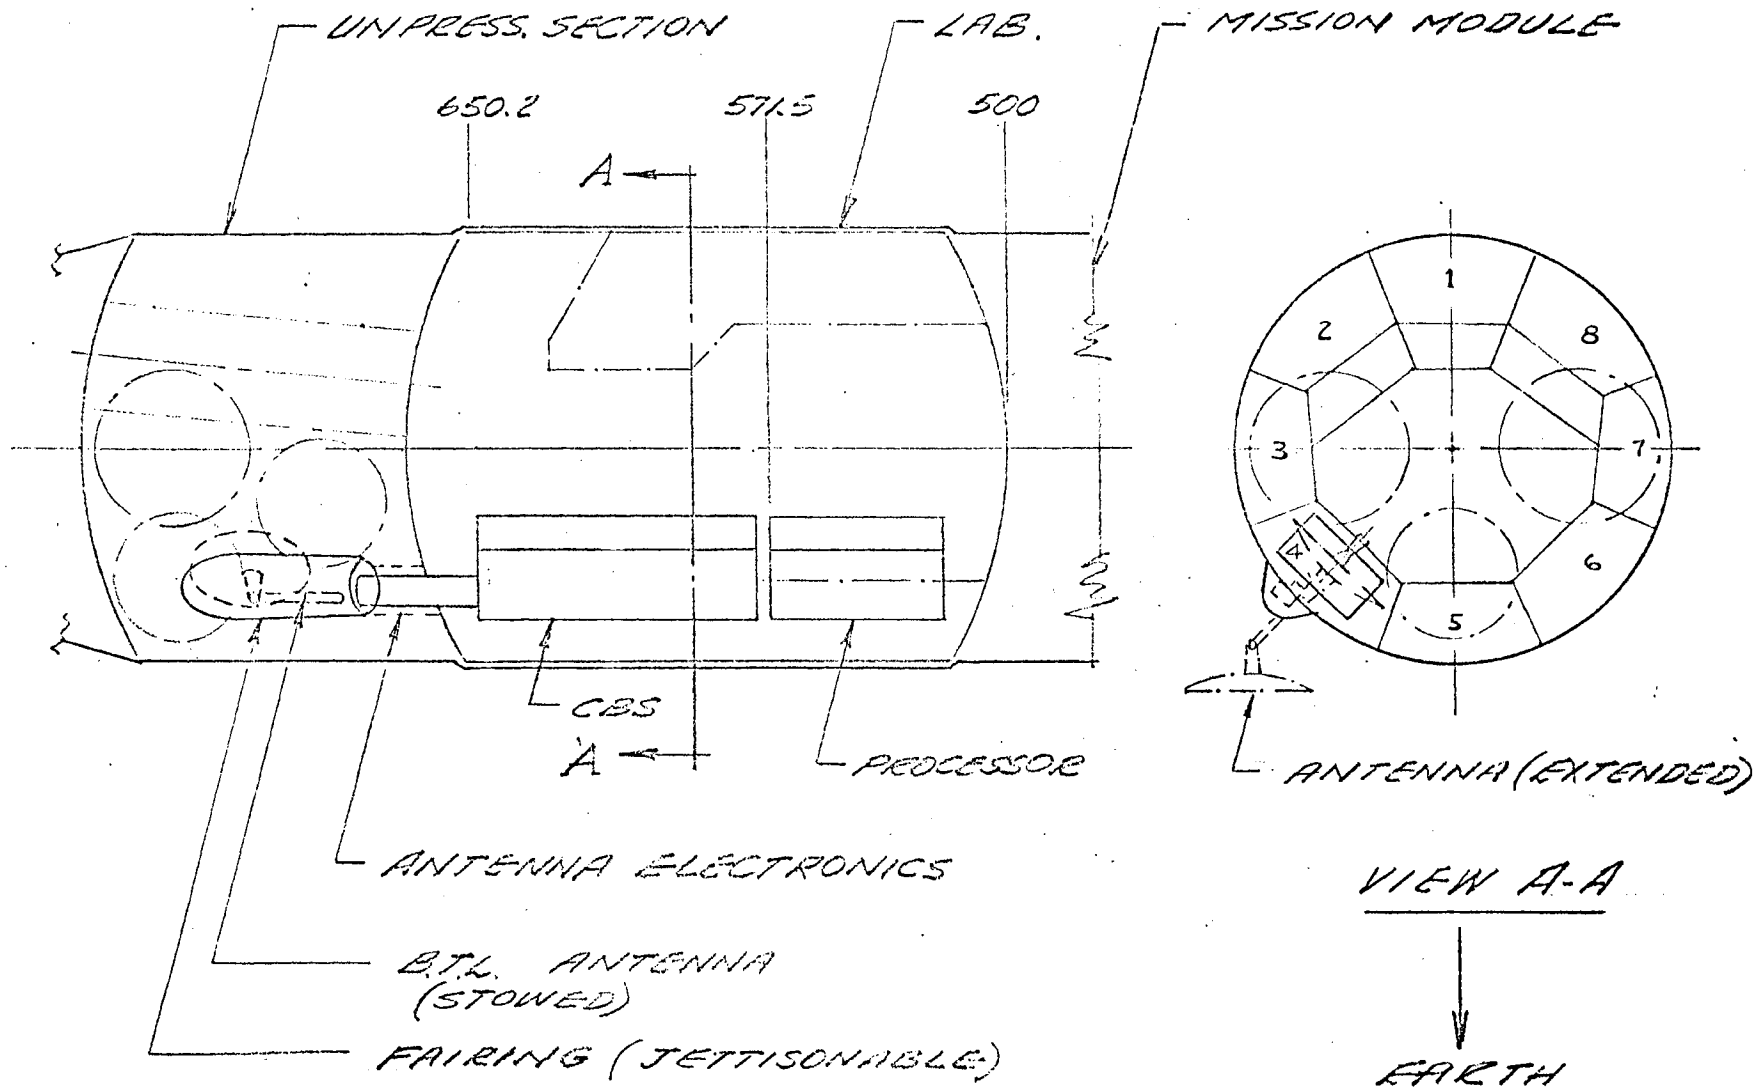 UNPRESS. SECTION
LAB.
MISSION MODULE
650.2
571.5
500
A
1
2
8
3
7
4
6
5
CBS
A
PROCESSOR
ANTENNA (EXTENDED)
ANTENNA ELECTRONICS
VIEW A-A
B.T.L. ANTENNA
(STOWED)
FAIRING (JETTISONABLE)
EARTH